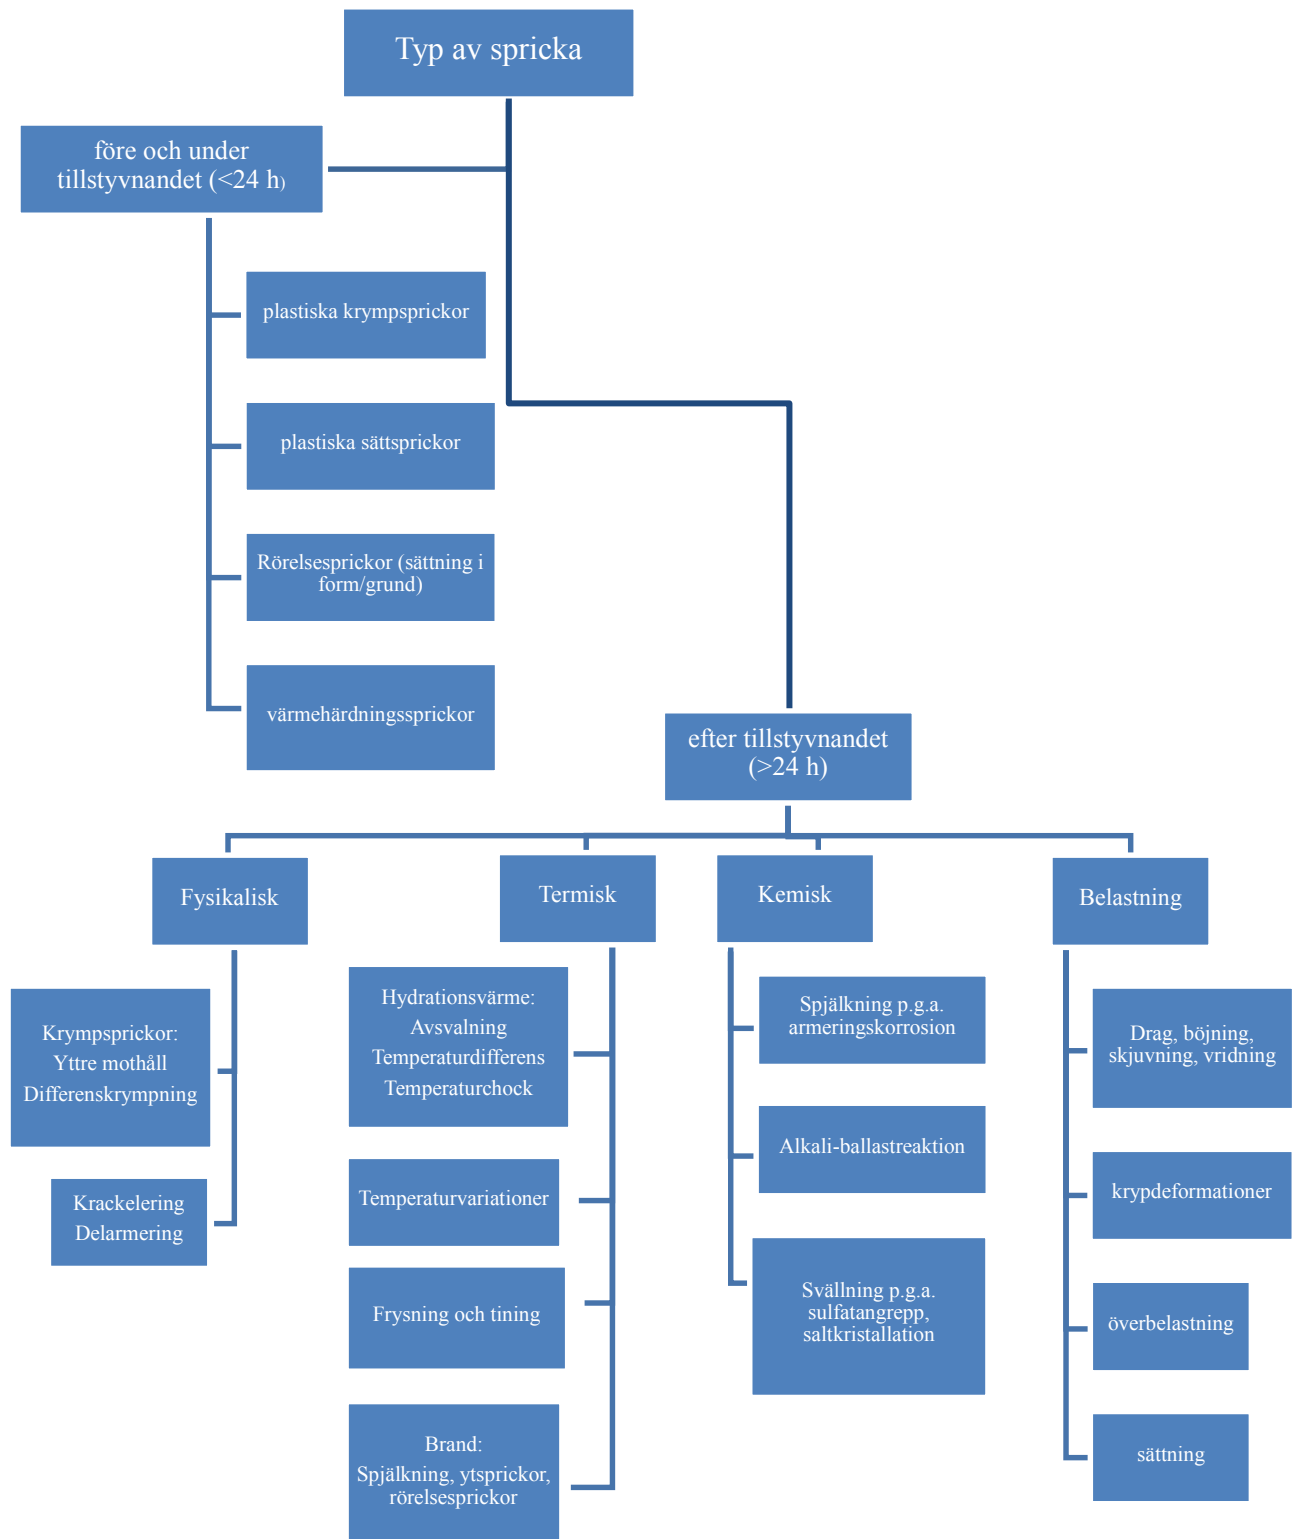 Typ av spricka
före och under
tillstyvnandet (<24 h)
plastiska krympsprickor
plastiska sättsprickor
Rörelsesprickor (sättning i
form/grund)
värmehärdningssprickor
efter tillstyvnandet
(>24 h)
Fysikalisk
Krympsprickor:
Yttre mothåll
Differenskrympning
Krackelering
Delarmering
Termisk
Hydrationsvärme:
Avsvalning
Temperaturdifferens
Temperaturchock
Temperaturvariationer
Frysning och tining
Brand:
Spjälkning, ytsprickor,
rörelsesprickor
Kemisk
Spjälkning p.g.a.
armeringskorrosion
Alkali-ballastreaktion
Svällning p.g.a.
sulfatangrepp,
saltkristallation
Belastning
Drag, böjning,
skjuvning, vridning
krypdeformationer
överbelastning
sättning